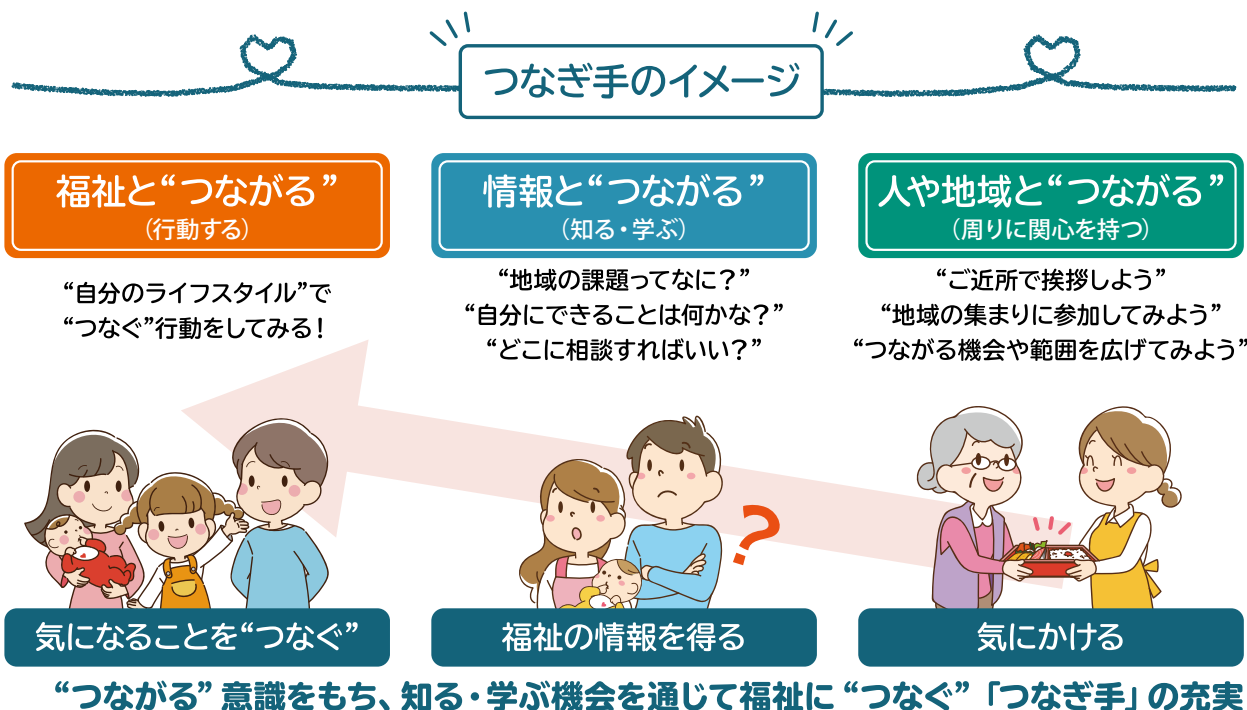 つなぎ手のイメージ
福祉と“つながる”
（行動する）
“自分のライフスタイル”で
“つなぐ”行動をしてみる！
気になることを“つなぐ”
情報と“つながる”
（知る・学ぶ）
“地域の課題ってなに？”
“自分にできることは何かな？”
“どこに相談すればいい？”
?
福祉の情報を得る
人や地域と“つながる”
（周りに関心を持つ）
“ご近所で挨拶しよう”
“地域の集まりに参加してみよう”
“つながる機会や範囲を広げてみよう”
気にかける
“つながる”意識をもち、知る・学ぶ機会を通じて福祉に“つなぐ”「つなぎ手」の充実